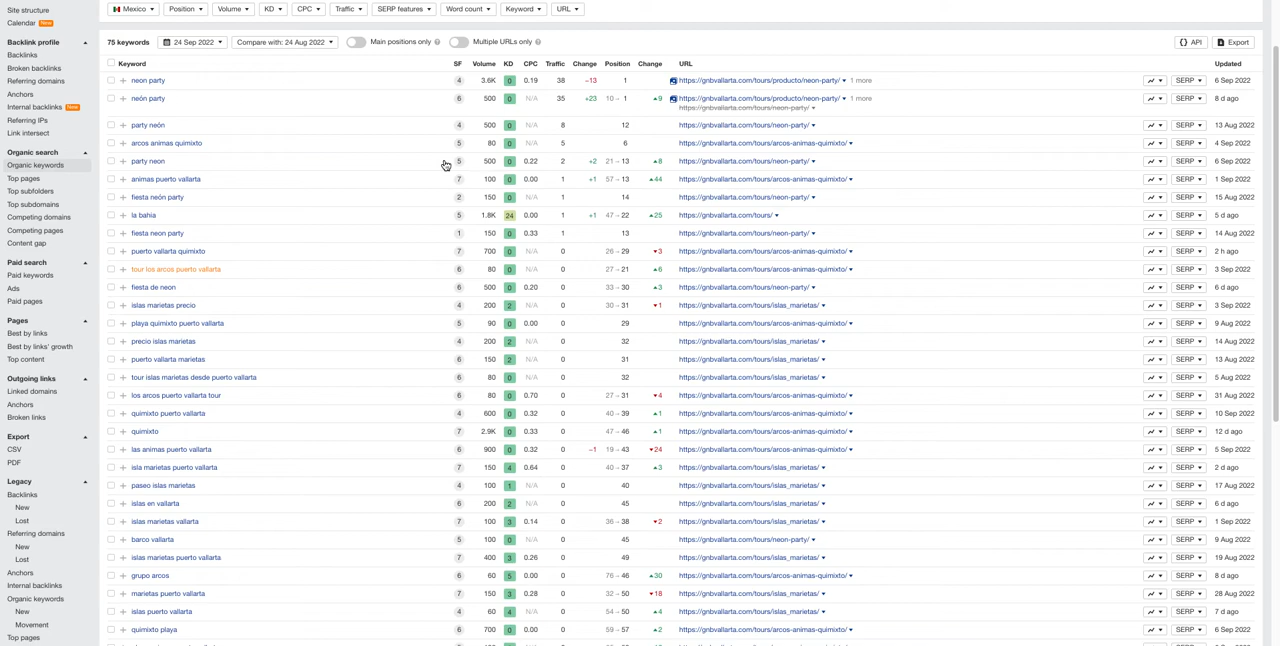 Site structure
Calendar New
Backlink profile
Backlinks
Broken backlinks
Referring domains
Anchors
Internal backlinks New
Referring IPs
Link intersect
Organic search
Organic keywords
Top pages
Top subfolders
Top subdomains
Competing domains
Competing pages
Content gap
Paid search
Paid keywords
Ads
Paid pages
Pages
Best by links
Best by links' growth
Top content
Outgoing links
Linked domains
Anchors
Broken links
Export
CSV
PDF
Legacy
Backlinks
New
Lost
Referring domains
New
Lost
Anchors
Internal backlinks
Organic keywords
New
Movement
Top pages
Mexico Position Volume KD CPC Traffic SERP features Word count Keyword URL
75 keywords 24 Sep 2022 Compare with: 24 Aug 2022 Main positions only Multiple URLs only API Export
Keyword SF Volume KD CPC Traffic Change Position Change URL Updated
neon party 4 3.6K 0 0.19 38 −13 1 https://gnbvallarta.com/tours/producto/neon-party/ 1 more SERP 6 Sep 2022
neón party 6 500 0 N/A 35 +23 10→1 9 https://gnbvallarta.com/tours/producto/neon-party/ 1 more SERP 8 d ago
https://gnbvallarta.com/tours/neon-party/
party neón 4 500 0 N/A 8 12 https://gnbvallarta.com/tours/neon-party/ SERP 13 Aug 2022
arcos animas quimixto 5 80 0 N/A 5 6 https://gnbvallarta.com/tours/arcos-animas-quimixto/ SERP 4 Sep 2022
party neon 5 500 0 0.22 2 +2 21→13 8 https://gnbvallarta.com/tours/neon-party/ SERP 6 Sep 2022
animas puerto vallarta 7 100 0 0.00 1 +1 57→13 44 https://gnbvallarta.com/tours/arcos-animas-quimixto/ SERP 1 Sep 2022
fiesta neón party 2 150 0 N/A 1 14 https://gnbvallarta.com/tours/neon-party/ SERP 15 Aug 2022
la bahia 5 1.8K 24 0.00 1 +1 47→22 25 https://gnbvallarta.com/tours/ SERP 5 d ago
fiesta neon party 1 150 0 0.33 1 13 https://gnbvallarta.com/tours/neon-party/ SERP 14 Aug 2022
puerto vallarta quimixto 7 700 0 N/A 0 26→29 3 https://gnbvallarta.com/tours/arcos-animas-quimixto/ SERP 2 h ago
tour los arcos puerto vallarta 6 80 0 N/A 0 27→21 6 https://gnbvallarta.com/tours/arcos-animas-quimixto/ SERP 3 Sep 2022
fiesta de neon 6 500 0 0.20 0 33→30 3 https://gnbvallarta.com/tours/neon-party/ SERP 6 d ago
islas marietas precio 4 200 2 N/A 0 30→31 1 https://gnbvallarta.com/tours/islas_marietas/ SERP 3 Sep 2022
playa quimixto puerto vallarta 5 90 0 0.00 0 29 https://gnbvallarta.com/tours/arcos-animas-quimixto/ SERP 9 Aug 2022
precio islas marietas 4 200 2 N/A 0 32 https://gnbvallarta.com/tours/islas_marietas/ SERP 14 Aug 2022
puerto vallarta marietas 6 150 2 N/A 0 31 https://gnbvallarta.com/tours/islas_marietas/ SERP 13 Aug 2022
tour islas marietas desde puerto vallarta 6 80 0 N/A 0 32 https://gnbvallarta.com/tours/islas_marietas/ SERP 5 Aug 2022
los arcos puerto vallarta tour 6 80 0 0.70 0 27→31 4 https://gnbvallarta.com/tours/arcos-animas-quimixto/ SERP 31 Aug 2022
quimixto puerto vallarta 4 600 0 0.32 0 40→39 1 https://gnbvallarta.com/tours/arcos-animas-quimixto/ SERP 10 Sep 2022
quimixto 7 2.9K 0 0.33 0 47→46 1 https://gnbvallarta.com/tours/arcos-animas-quimixto/ SERP 12 d ago
las animas puerto vallarta 6 900 0 0.32 0 −1 19→43 24 https://gnbvallarta.com/tours/arcos-animas-quimixto/ SERP 5 Sep 2022
isla marietas puerto vallarta 7 150 4 0.64 0 40→37 3 https://gnbvallarta.com/tours/islas_marietas/ SERP 2 d ago
paseo islas marietas 4 100 1 N/A 0 40 https://gnbvallarta.com/tours/islas_marietas/ SERP 17 Aug 2022
islas en vallarta 6 200 2 N/A 0 45 https://gnbvallarta.com/tours/islas_marietas/ SERP 6 d ago
islas marietas vallarta 7 100 3 0.14 0 36→38 2 https://gnbvallarta.com/tours/islas_marietas/ SERP 1 Sep 2022
barco vallarta 5 100 0 N/A 0 45 https://gnbvallarta.com/tours/neon-party/ SERP 9 Aug 2022
islas marietas puerto vallarta 7 400 3 0.26 0 49 https://gnbvallarta.com/tours/islas_marietas/ SERP 19 Aug 2022
grupo arcos 6 60 5 0.00 0 76→46 30 https://gnbvallarta.com/tours/arcos-animas-quimixto/ SERP 8 d ago
marietas puerto vallarta 7 150 3 0.28 0 32→50 18 https://gnbvallarta.com/tours/islas_marietas/ SERP 28 Aug 2022
islas puerto vallarta 4 60 4 N/A 0 54→50 4 https://gnbvallarta.com/tours/islas_marietas/ SERP 7 d ago
quimixto playa 6 700 0 0.00 0 59→57 2 https://gnbvallarta.com/tours/arcos-animas-quimixto/ SERP 6 Sep 2022